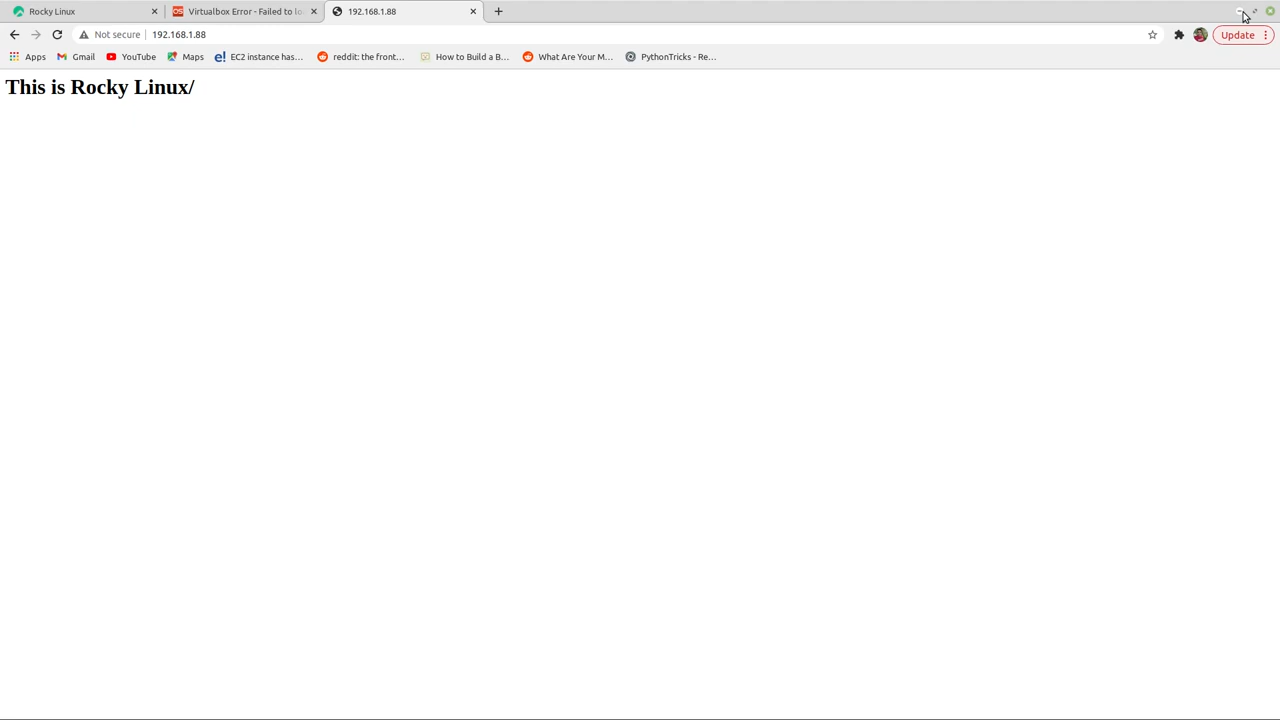 Rocky Linux
Virtualbox Error - Failed to lo
192.168.1.88
Not secure
192.168.1.88
Update
Apps
Gmail
YouTube
Maps
EC2 instance has...
reddit: the front...
How to Build a B...
What Are Your M...
PythonTricks - Re...
This is Rocky Linux/